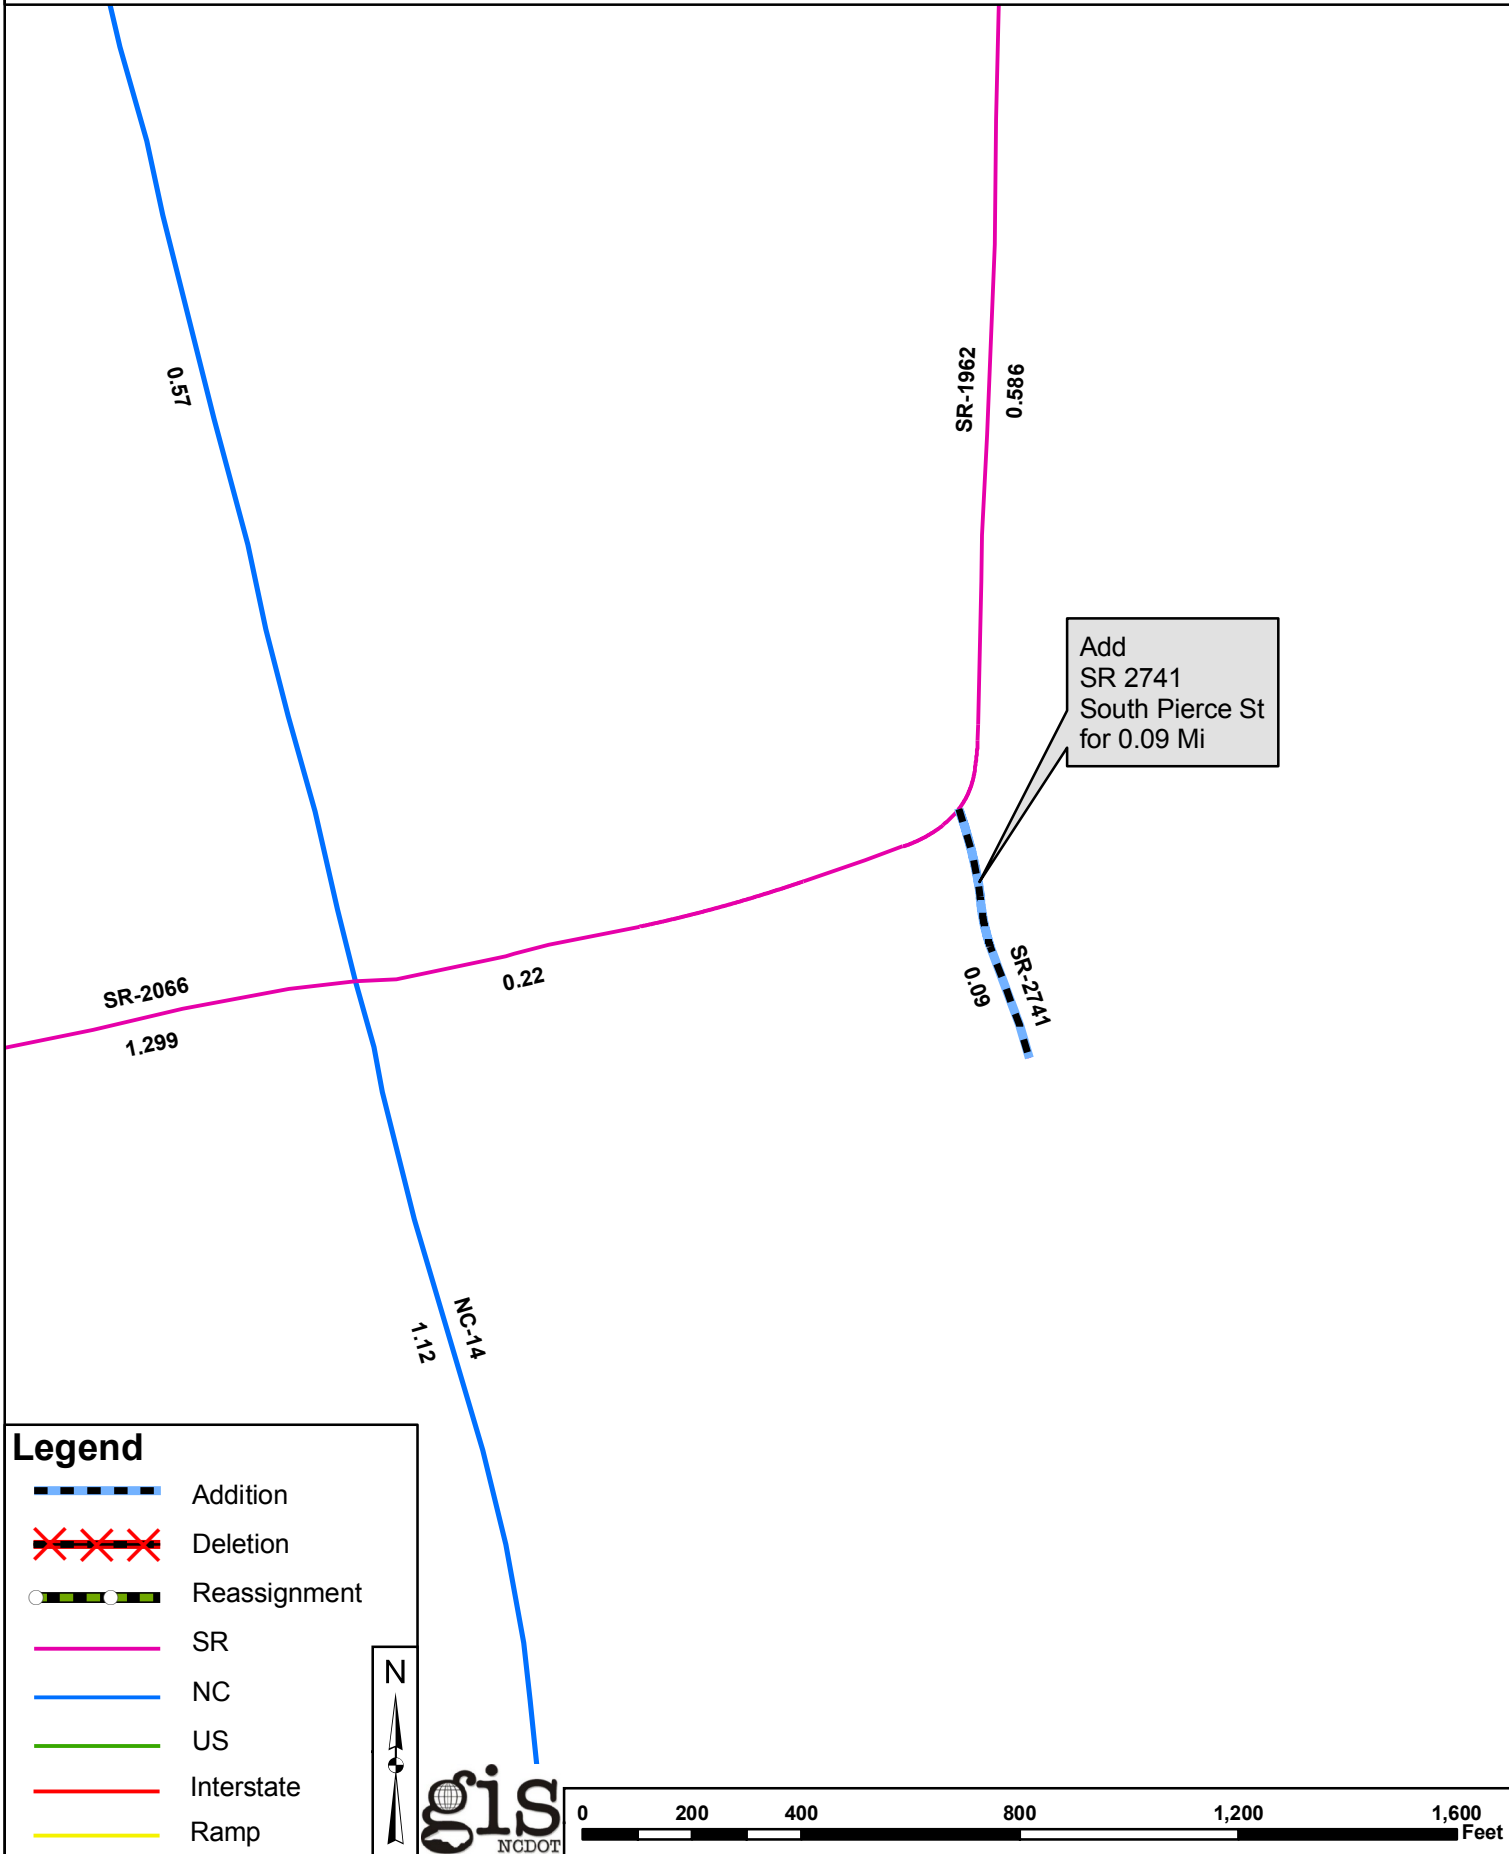 0.57
SR-1962
0.586
Add
SR 2741
South Pierce St
for 0.09 Mi
SR-2066
1.299
0.22
SR-2741
0.09
NC-14
1.12
Legend
Addition
Deletion
Reassignment
SR
NC
US
Interstate
Ramp
N
gis
NCDOT
0 200 400 800 1,200 1,600
Feet